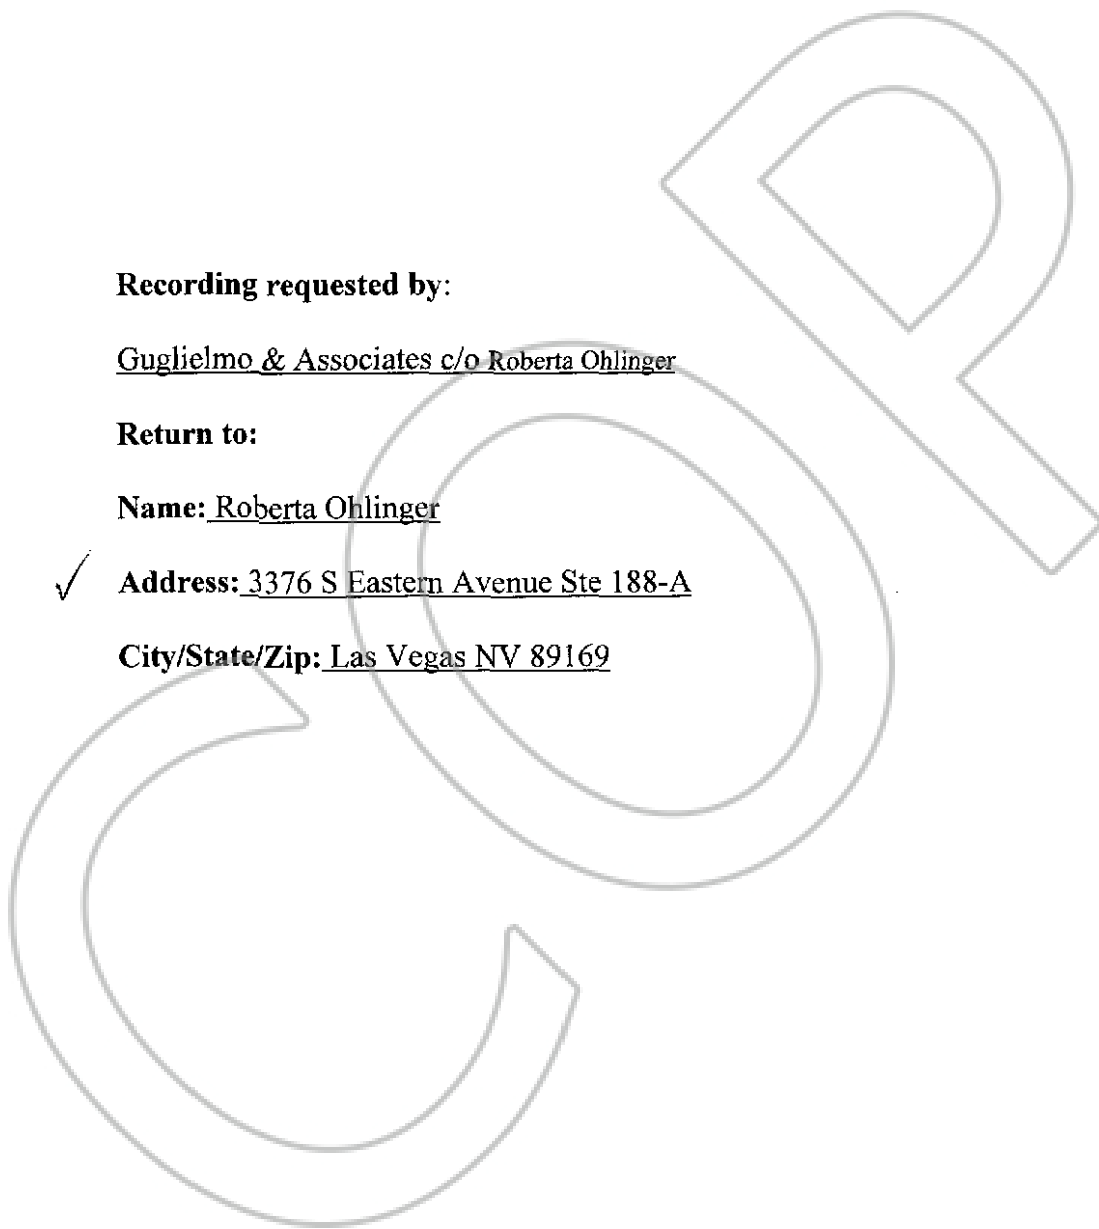 Recording requested by:
Guglielmo & Associates c/o Roberta Ohlinger
Return to:
Name: Roberta Ohlinger
Address: 3376 S Eastern Avenue Ste 188-A
City/State/Zip: Las Vegas NV 89169
COP